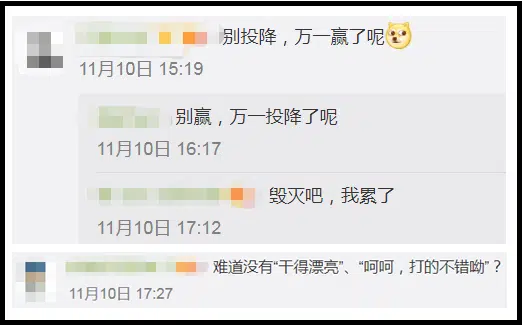 别投降，万一赢了呢
11月10日 15:19
别赢，万一投降了呢
11月10日 16:17
毁灭吧，我累了
11月10日 17:12
难道没有“干得漂亮”、“呵呵，打的不错呦”？
11月10日 17:27